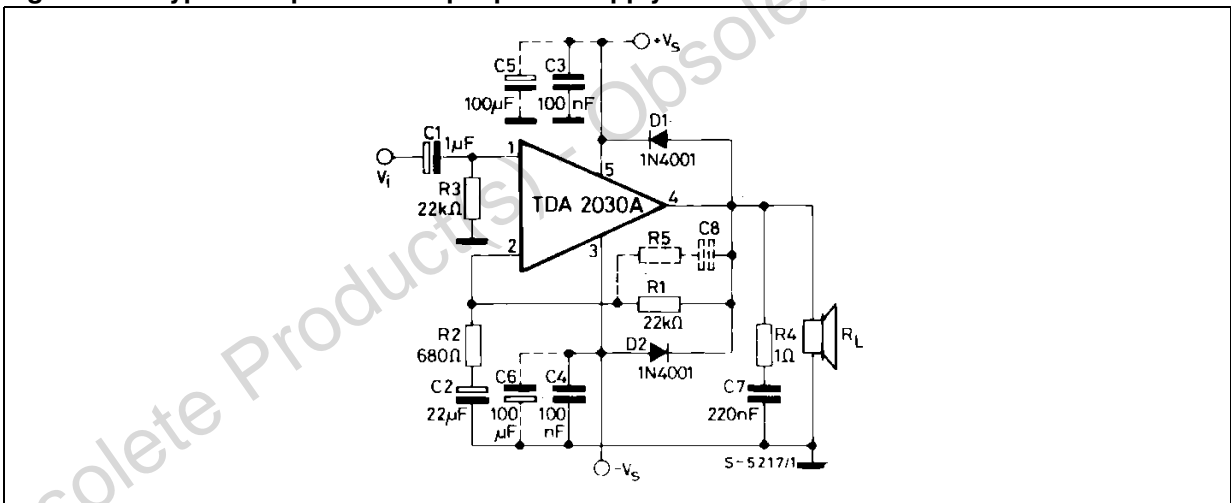 +Vs
C5
C3
100µF
100 nF
D1
1N4001
C1
1µF
Vi
1
5
R3
22kΩ
TDA 2030A
4
2
3
R5
C8
R1
22kΩ
R2
680Ω
D2
1N4001
R4
1Ω
RL
C2
22µF
C6
100
µF
C4
100
nF
C7
220nF
S-5217/1
-Vs
solete Product(s) - Obsole